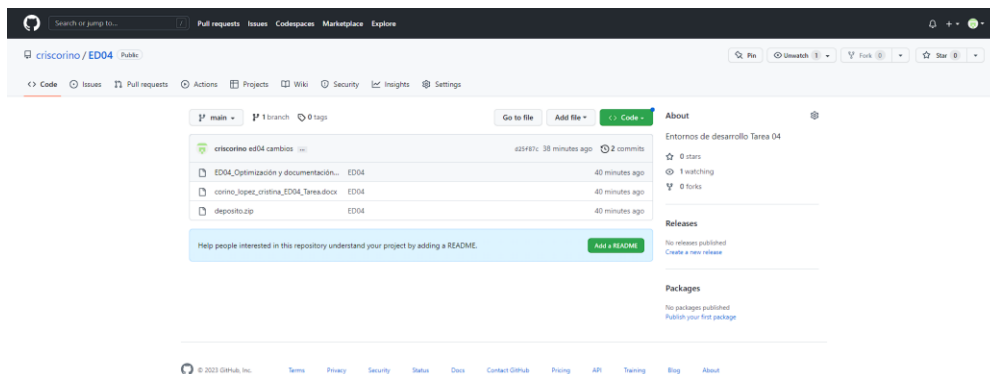 Search or jump to... / Pull requests Issues Codespaces Marketplace Explore
criscorino / ED04 Public
Pin Unwatch 1 Fork 0 Star 0
Code Issues Pull requests Actions Projects Wiki Security Insights Settings
main 1 branch 0 tags Go to file Add file Code
About
Entornos de desarrollo Tarea 04
0 stars
1 watching
0 forks
criscorino ed04 cambios ... d25f87c 38 minutes ago 2 commits
ED04_Optimización y documentación... ED04 40 minutes ago
corino_lopez_cristina_ED04_Tarea.docx ED04 40 minutes ago
deposito.zip ED04 40 minutes ago
Help people interested in this repository understand your project by adding a README. Add a README
Releases
No releases published
Create a new release
Packages
No packages published
Publish your first package
© 2023 GitHub, Inc. Terms Privacy Security Status Docs Contact GitHub Pricing API Training Blog About